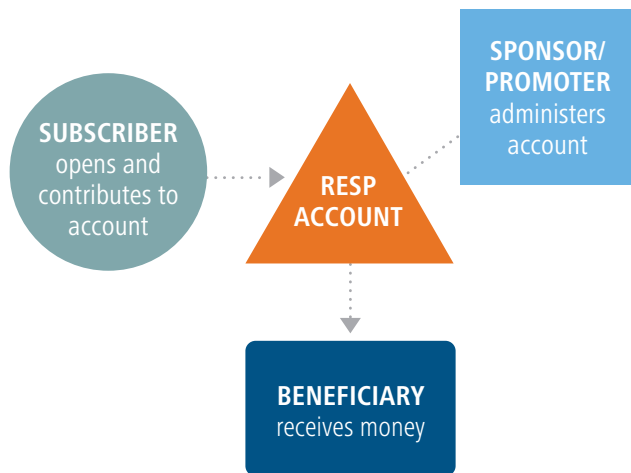 SUBSCRIBER
opens and
contributes to
account
RESP
ACCOUNT
SPONSOR/
PROMOTER
administers
account
BENEFICIARY
receives money